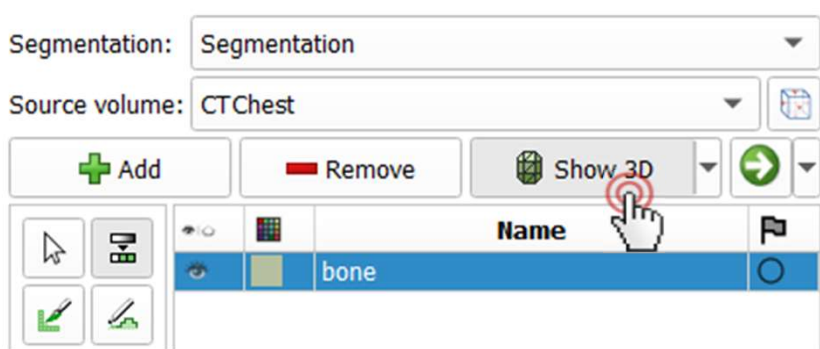 Segmentation: Segmentation
Source volume: CTChest
Add Remove Show 3D
Name
bone